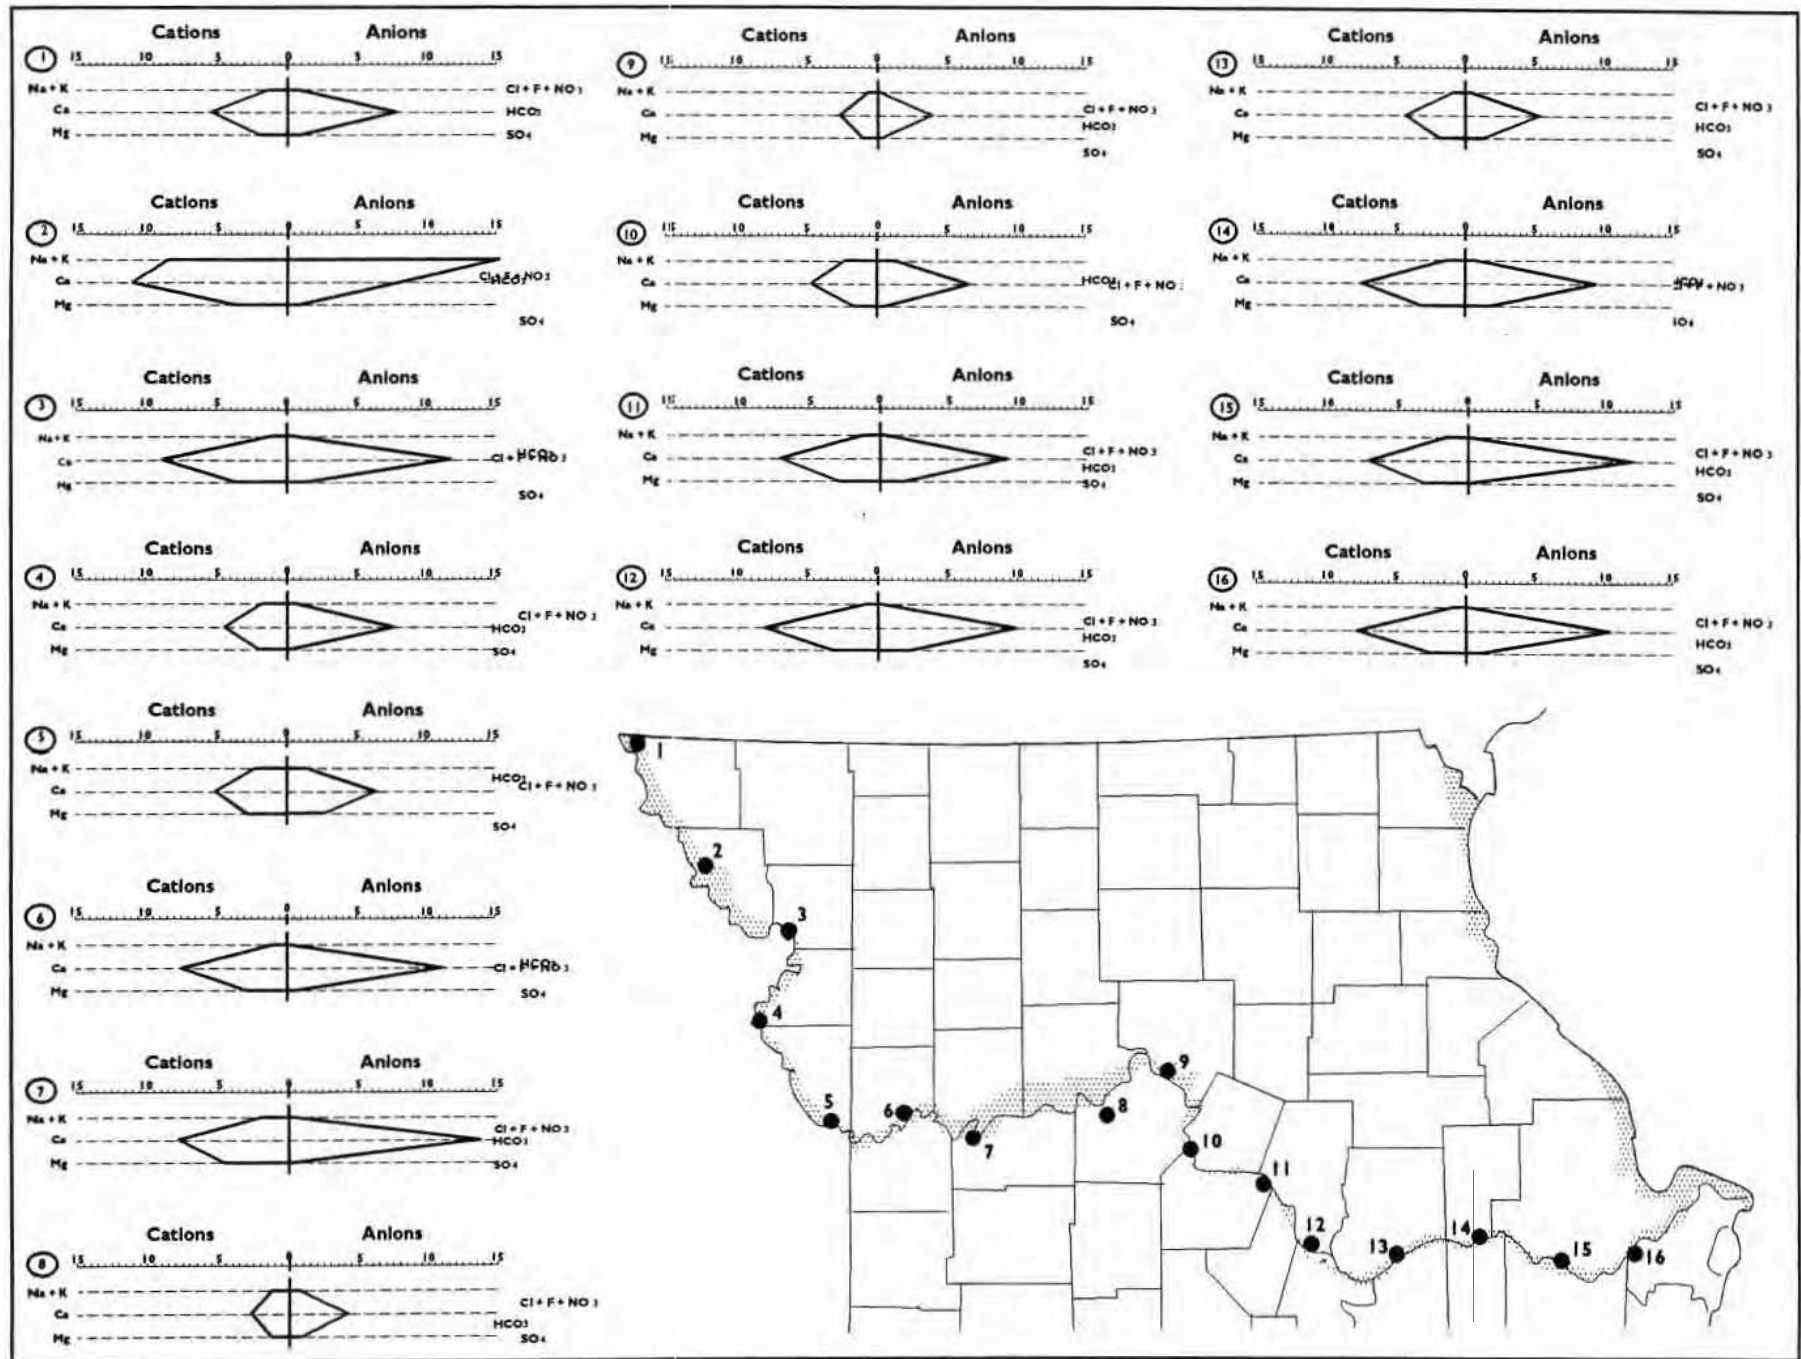 Cations Anions
1 15 10 5 0 5 10 15
Na + K Cl + F + NO3
Ca HCO3
Mg SO4
Cations Anions
2 15 10 5 0 5 10 15
Na + K Cl + F + NO3
Ca HCO3
Mg SO4
Cations Anions
3 15 10 5 0 5 10 15
Na + K HCO3
Ca Cl + F + NO3
Mg SO4
Cations Anions
4 15 10 5 0 5 10 15
Na + K Cl + F + NO3
Ca HCO3
Mg SO4
Cations Anions
5 15 10 5 0 5 10 15
Na + K HCO3
Ca Cl + F + NO3
Mg SO4
Cations Anions
6 15 10 5 0 5 10 15
Na + K HCO3
Ca Cl + F + NO3
Mg SO4
Cations Anions
7 15 10 5 0 5 10 15
Na + K Cl + F + NO3
Ca HCO3
Mg SO4
Cations Anions
8 15 10 5 0 5 10 15
Na + K Cl + F + NO3
Ca HCO3
Mg SO4
Cations Anions
9 15 10 5 0 5 10 15
Na + K Cl + F + NO3
Ca HCO3
Mg SO4
Cations Anions
10 15 10 5 0 5 10 15
Na + K
Ca HCO3 Cl + F + NO3
Mg SO4
Cations Anions
11 15 10 5 0 5 10 15
Na + K Cl + F + NO3
Ca HCO3
Mg SO4
Cations Anions
12 15 10 5 0 5 10 15
Na + K Cl + F + NO3
Ca HCO3
Mg SO4
Cations Anions
13 15 10 5 0 5 10 15
Na + K Cl + F + NO3
Ca HCO3
Mg SO4
Cations Anions
14 15 10 5 0 5 10 15
Na + K
Ca + F + NO3
Mg
Cations Anions
15 15 10 5 0 5 10 15
Na + K Cl + F + NO3
Ca HCO3
Mg SO4
Cations Anions
16 15 10 5 0 5 10 15
Na + K Cl + F + NO3
Ca HCO3
Mg SO4
1
2
3
4
5
6
7
8
9
10
11
12
13
14
15
16